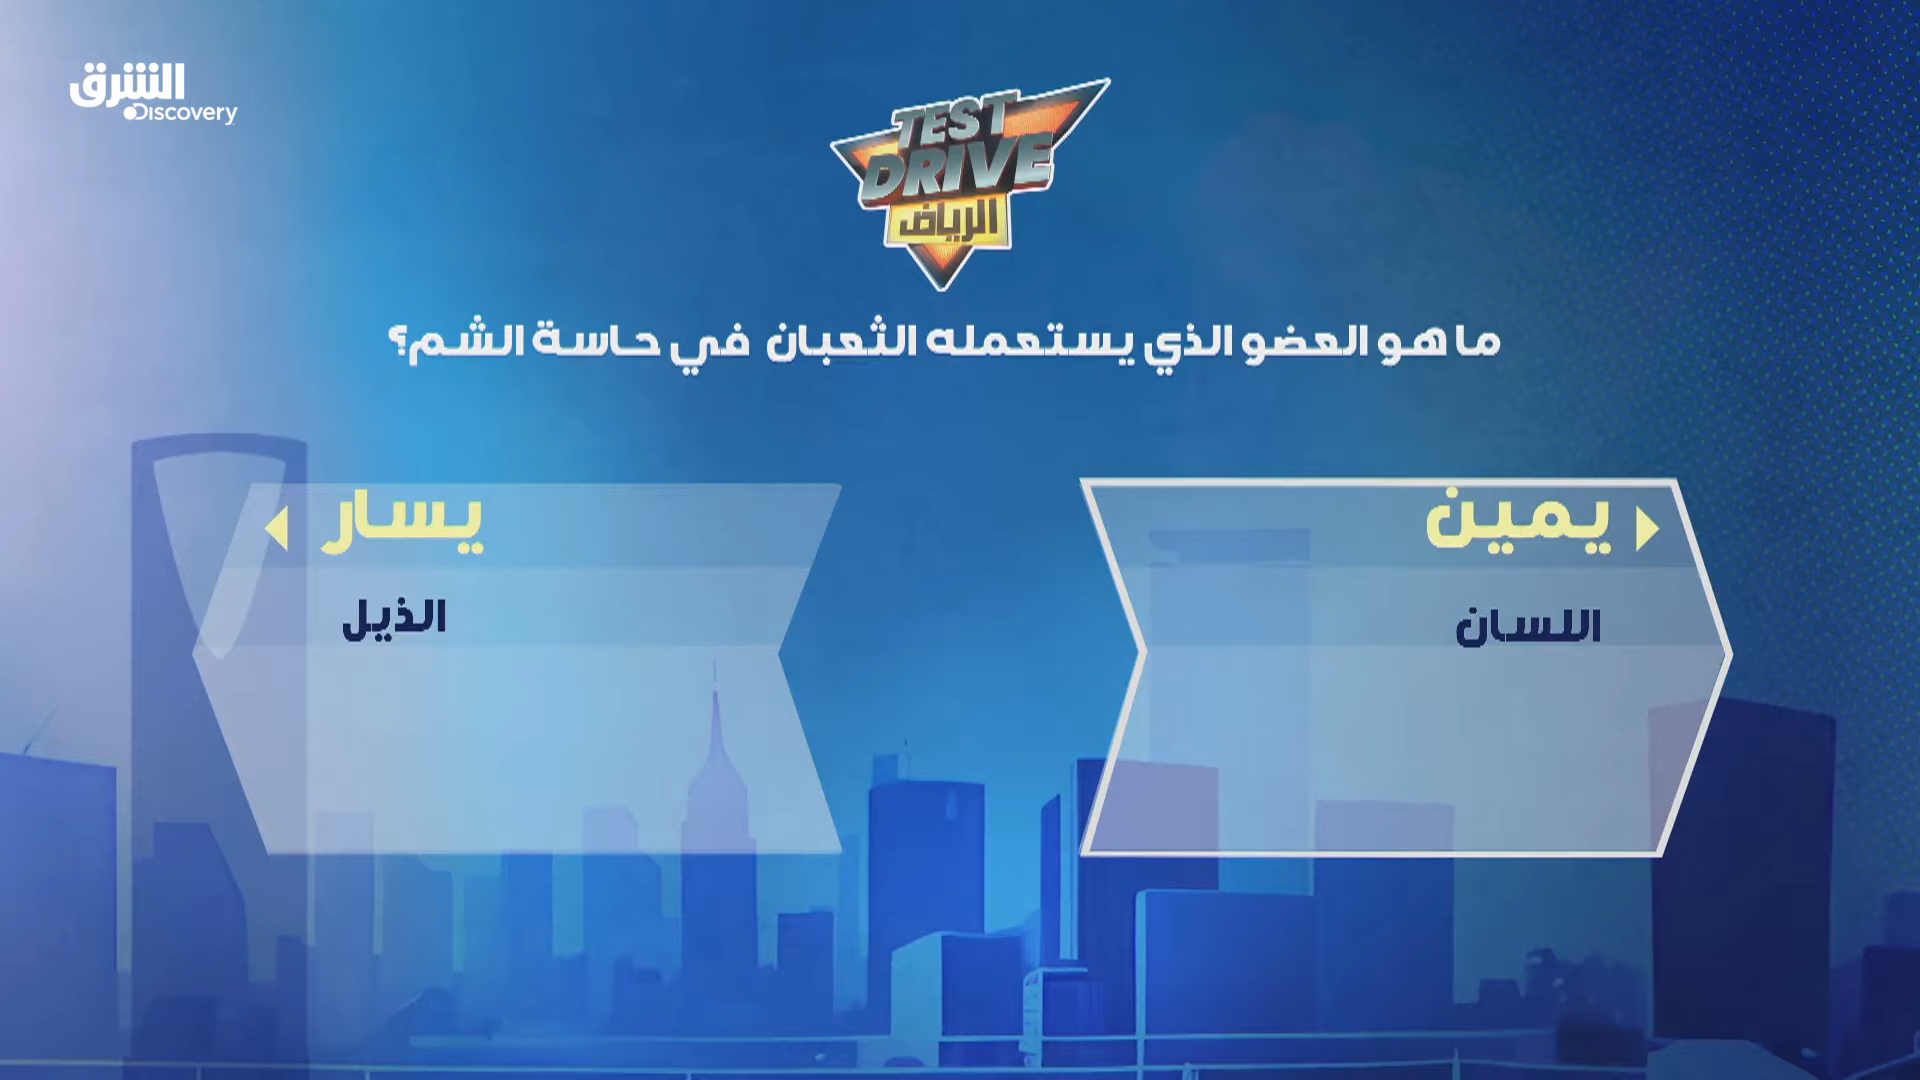 الشرق
Discovery
TEST
DRIVE
الرياض
ما هو العضو الذي يستعمله الثعبان في حاسة الشم؟
يمين
اللسان
يسار
الذيل